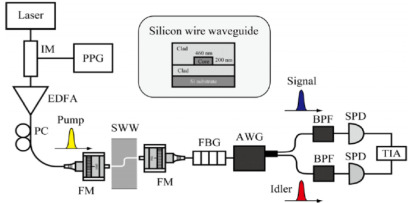 Laser
IM
PPG
EDFA
PC
Pump
FM
SWW
FM
FBG
AWG
Silicon wire waveguide
Clad
460 nm
Core
200 nm
Clad
Si substrate
Signal
BPF
SPD
TIA
BPF
SPD
Idler